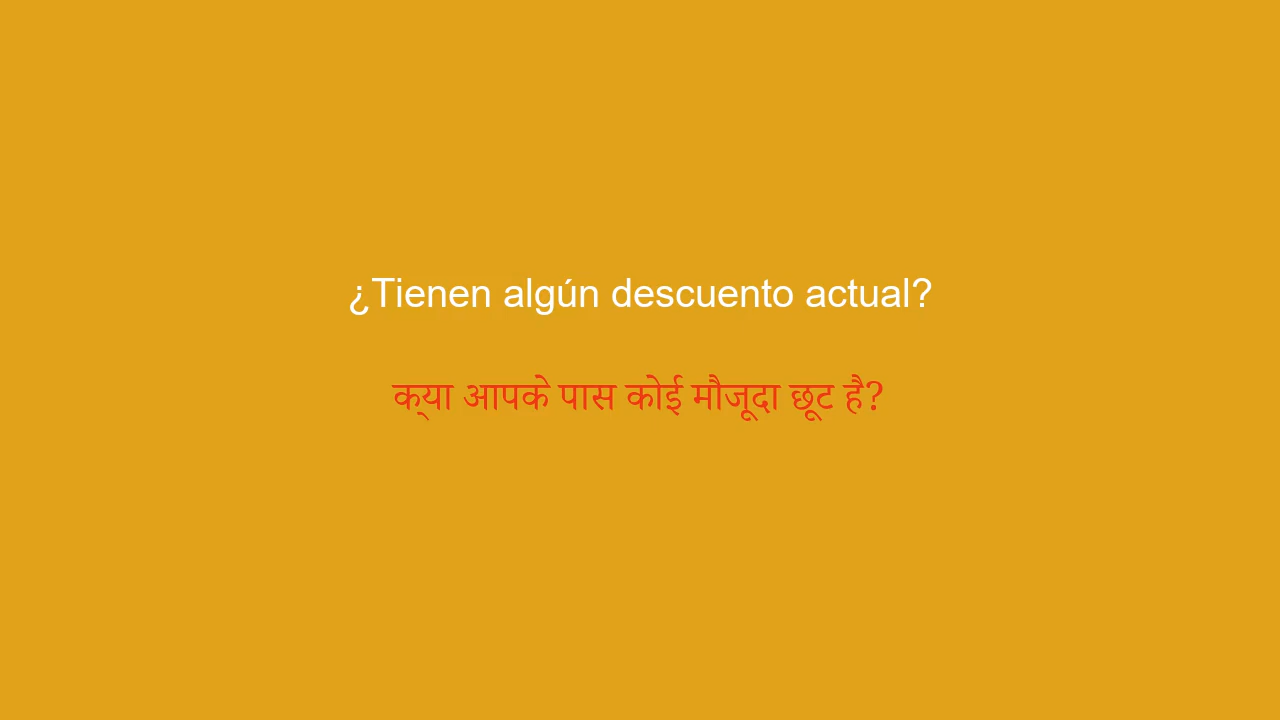 ¿Tienen algún descuento actual?
क्या आपके पास कोई मौजूदा छूट है?